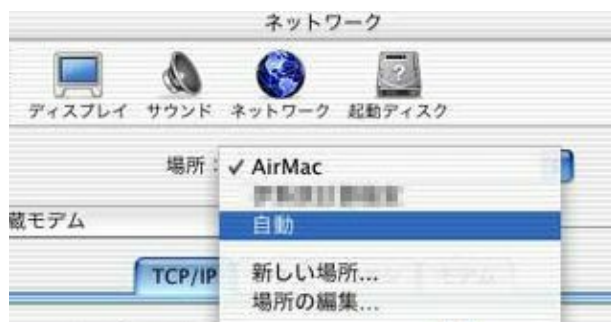 ネットワーク
ディスプレイ サウンド ネットワーク 起動ディスク
場所: ✓ AirMac
自動
蔵モデム
新しい場所...
TCP/IP
場所の編集...